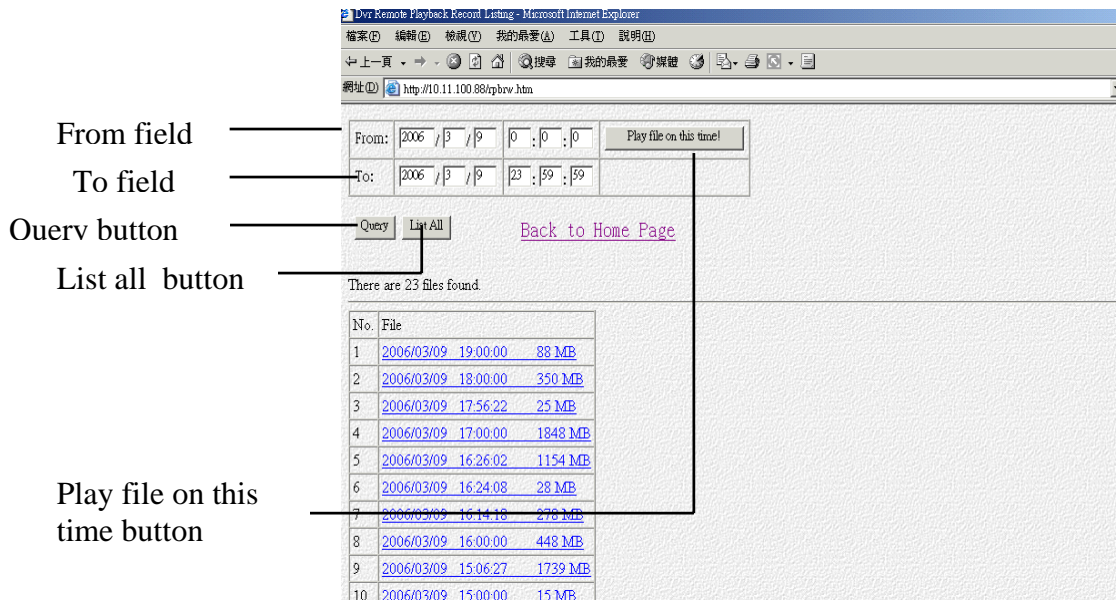 Dvr Remote Playback Record Listing - Microsoft Internet Explorer
檔案(F) 編輯(E) 檢視(V) 我的最愛(A) 工具(T) 說明(H)
上一頁 搜尋 我的最愛 媒體
網址(D) http://10.11.100.88/rpbrw.htm
From field
From: 2006 / 3 / 9 0 : 0 : 0 Play file on this time!
To field
To: 2006 / 3 / 9 23 : 59 : 59
Query button
Query List All Back to Home Page
List all button
There are 23 files found.
No. File
1 2006/03/09 19:00:00 88 MB
2 2006/03/09 18:00:00 350 MB
3 2006/03/09 17:56:22 25 MB
4 2006/03/09 17:00:00 1848 MB
5 2006/03/09 16:26:02 1154 MB
6 2006/03/09 16:24:08 28 MB
Play file on this
time button
7 2006/03/09 16:14:18 278 MB
8 2006/03/09 16:00:00 448 MB
9 2006/03/09 15:06:27 1739 MB
10 2006/03/09 15:00:00 15 MB